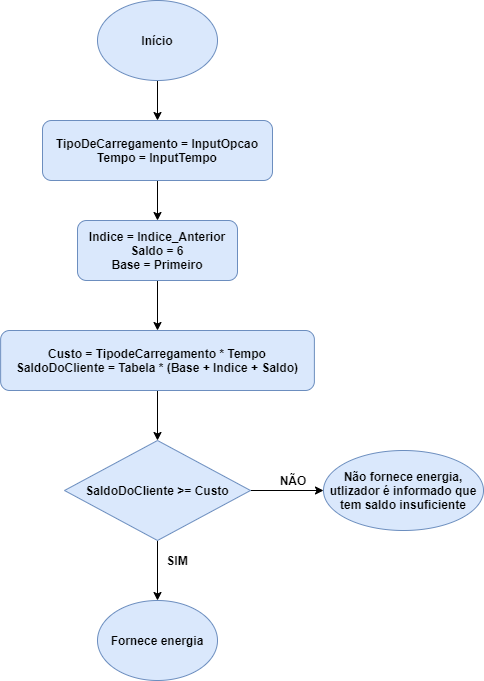 Início
TipoDeCarregamento = InputOpcao
Tempo = InputTempo
Indice = Indice_Anterior
Saldo = 6
Base = Primeiro
Custo = TipodeCarregamento * Tempo
SaldoDoCliente = Tabela * (Base + Indice + Saldo)
SaldoDoCliente >= Custo
NÃO
Não fornece energia,
utlizador é informado que
tem saldo insuficiente
SIM
Fornece energia